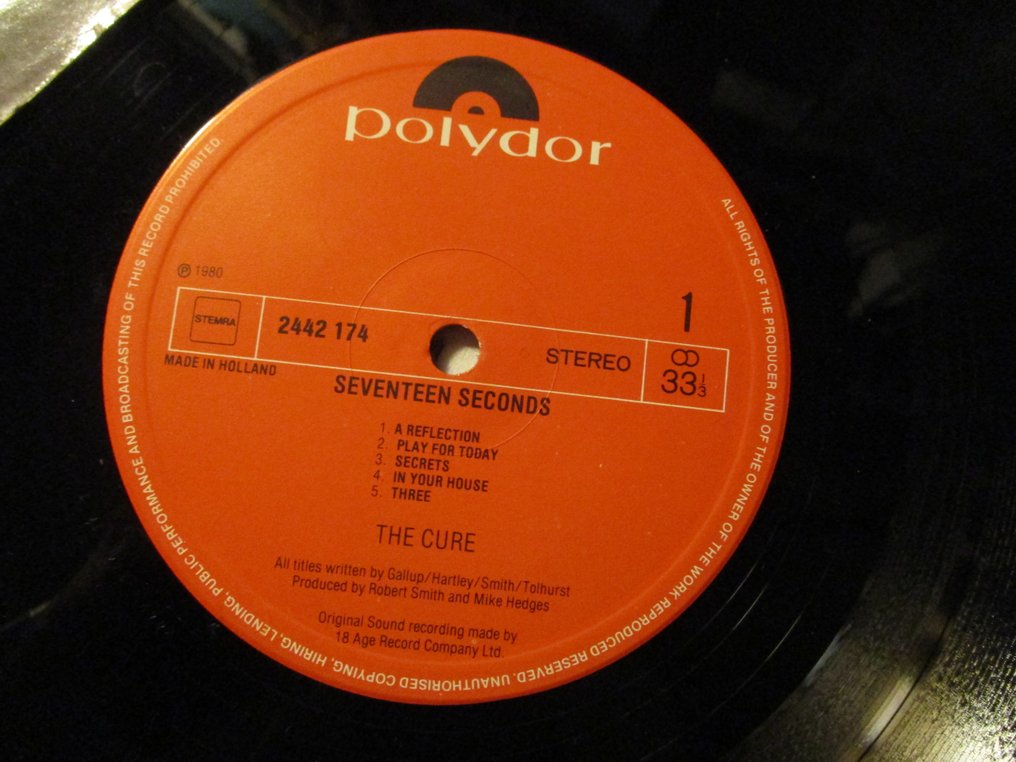 polydor
℗ 1980
1
STEMRA
2442 174
STEREO
∞
33 1/3
MADE IN HOLLAND
SEVENTEEN SECONDS
1. A REFLECTION
2. PLAY FOR TODAY
3. SECRETS
4. IN YOUR HOUSE
5. THREE
THE CURE
All titles written by Gallup/Hartley/Smith/Tolhurst
Produced by Robert Smith and Mike Hedges
Original Sound recording made by
18 Age Record Company Ltd.
ALL RIGHTS OF THE PRODUCER AND OF THE OWNER OF THE WORK REPRODUCED RESERVED. UNAUTHORISED COPYING, HIRING, LENDING, PUBLIC PERFORMANCE AND BROADCASTING OF THIS RECORD PROHIBITED.